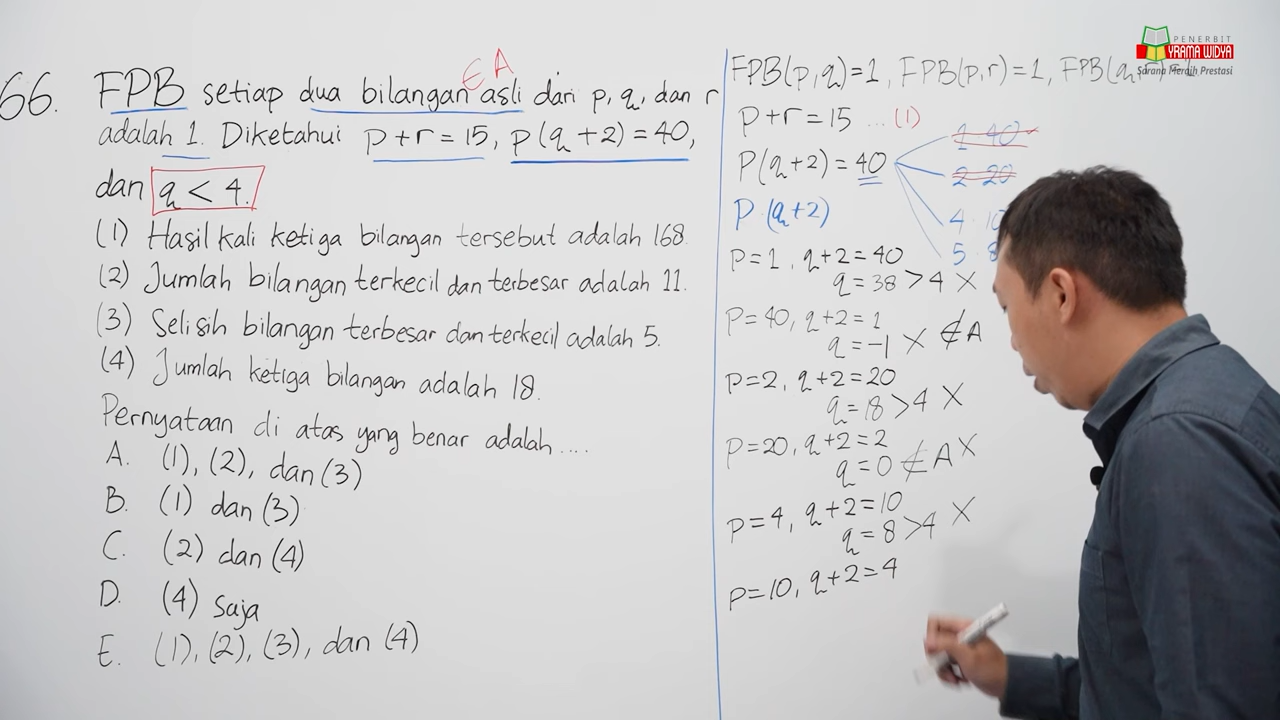 PENERBIT
YRAMA WIDYA
Sarana Meraih Prestasi
∈ A
66. FPB setiap dua bilangan asli dari p, q, dan r
adalah 1. Diketahui p + r = 15, p(q + 2) = 40,
dan q < 4.
(1) Hasil kali ketiga bilangan tersebut adalah 168.
(2) Jumlah bilangan terkecil dan terbesar adalah 11.
(3) Selisih bilangan terbesar dan terkecil adalah 5.
(4) Jumlah ketiga bilangan adalah 18.
Pernyataan di atas yang benar adalah ....
A. (1), (2), dan (3)
B. (1) dan (3)
C. (2) dan (4)
D. (4) Saja
E. (1), (2), (3), dan (4)
FPB(p,q)=1, FPB(p,r)=1, FPB(q
p + r = 15 ...(1)
P(q+2) = 40
1 40
2 20
4 10
5 8
P·(q+2)
p=1, q+2=40
q=38 >4 X
p=40, q+2=1
q=-1 X ∉A
p=2, q+2=20
q=18 >4 X
p=20, q+2=2
q=0 ∉A X
p=4, q+2=10
q=8 >4 X
p=10, q+2=4